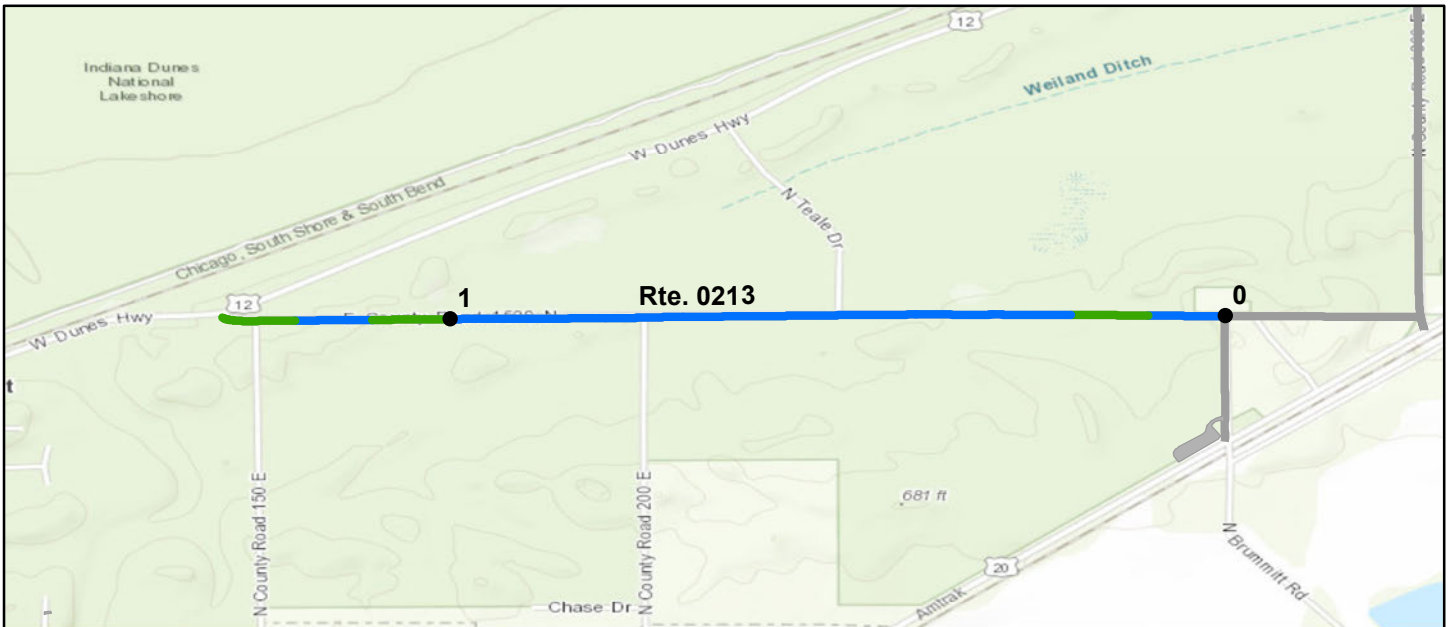 12
Indiana Dunes
National
Lakeshore
Weiland Ditch
W Dunes Hwy
N Teale Dr
Chicago, South Shore & South Bend
12
W Dunes Hwy
1
Rte. 0213
0
t
681 ft
N County Road 150 E
N County Road 200 E
20
Amtrak
N Brummitt Rd
Chase Dr